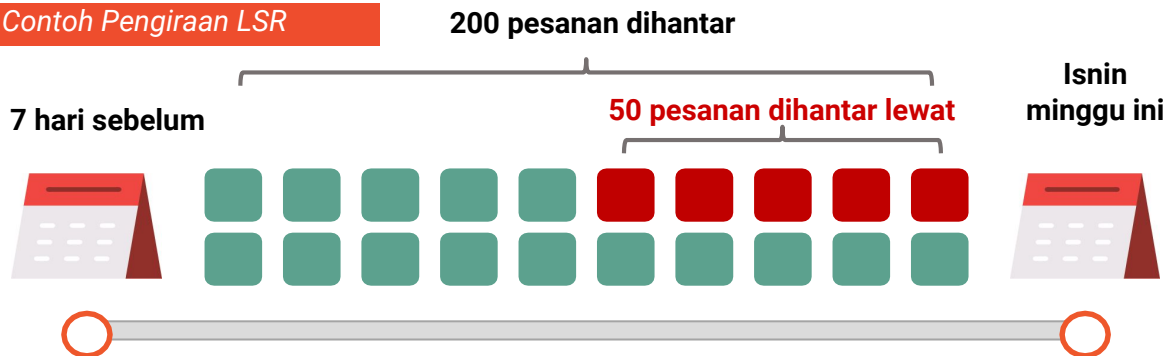 Contoh Pengiraan LSR
200 pesanan dihantar
7 hari sebelum
50 pesanan dihantar lewat
Isnin
minggu ini